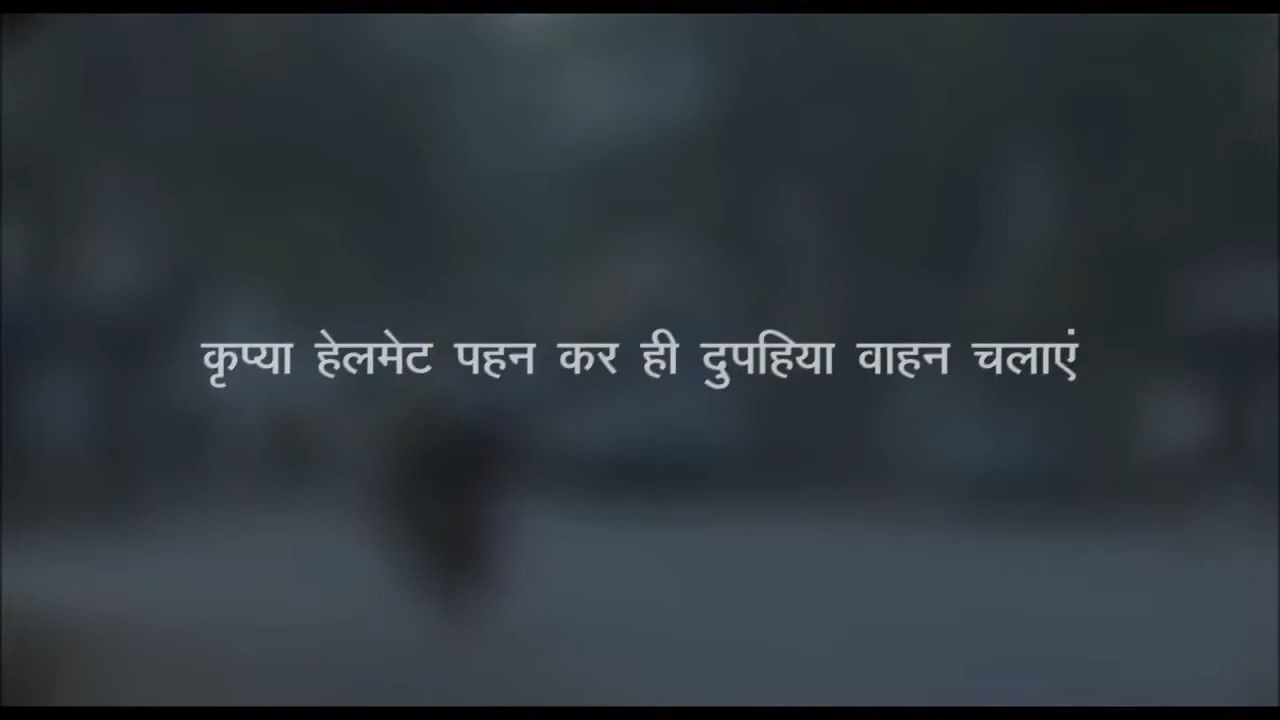 कृप्या हेलमेट पहन कर ही दुपहिया वाहन चलाएं